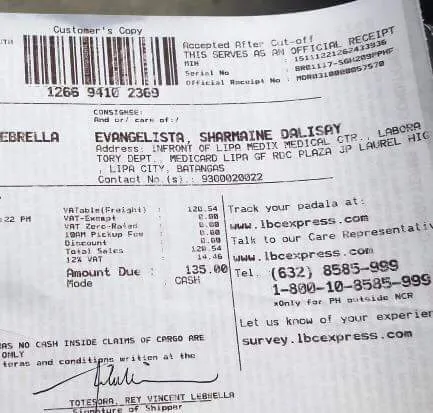 Customer's Copy
1266 9410 2369
Accepted After Cut-off
THIS SERVES AS AN OFFICIAL RECEIPT
MIN 15111221262433936
Serial No
Official Receipt No : MDR0310000057570
CONSIGNEE:
And or/ care of:/
EBRELLA EVANGELISTA, SHARMAINE DALISAY
Address: INFRONT OF LIPA MEDIX MEDICAL CTR., LABORA
TORY DEPT., MEDICARD LIPA GF RDC PLAZA JP LAUREL HIG
, LIPA CITY, BATANGAS
Contact No.(s).: 9300020022
:22 PM
VATable(Freight) : 120.54
VAT-Exempt : 0.00
VAT Zero-Rated : 0.00
10AM Pickup Fee : 0.00
Discount : 0.00
Total Sales : 120.54
12% VAT : 14.46
Amount Due : 135.00
Mode : CASH
Track your padala at:
www.lbcexpress.com
Talk to our Care Representativ
www.lbcexpress.com
Tel. (632) 8585-999
1-800-10-8585-999
*Only for PH outside NCR
Let us know of your experien
survey.lbcexpress.com
AS NO CASH INSIDE CLAIMS OF CARGO ARE
ONLY
terms and conditions written at the
TOTESORA, REY VINCENT LEBRELLA
Signature of Shipper